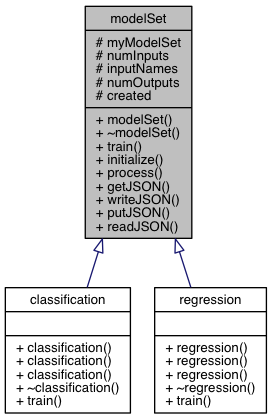 modelSet
# myModelSet
# numInputs
# inputNames
# numOutputs
# created
+ modelSet()
+ ~modelSet()
+ train()
+ initialize()
+ process()
+ getJSON()
+ writeJSON()
+ putJSON()
+ readJSON()
classification
+ classification()
+ classification()
+ classification()
+ ~classification()
+ train()
regression
+ regression()
+ regression()
+ regression()
+ ~regression()
+ train()